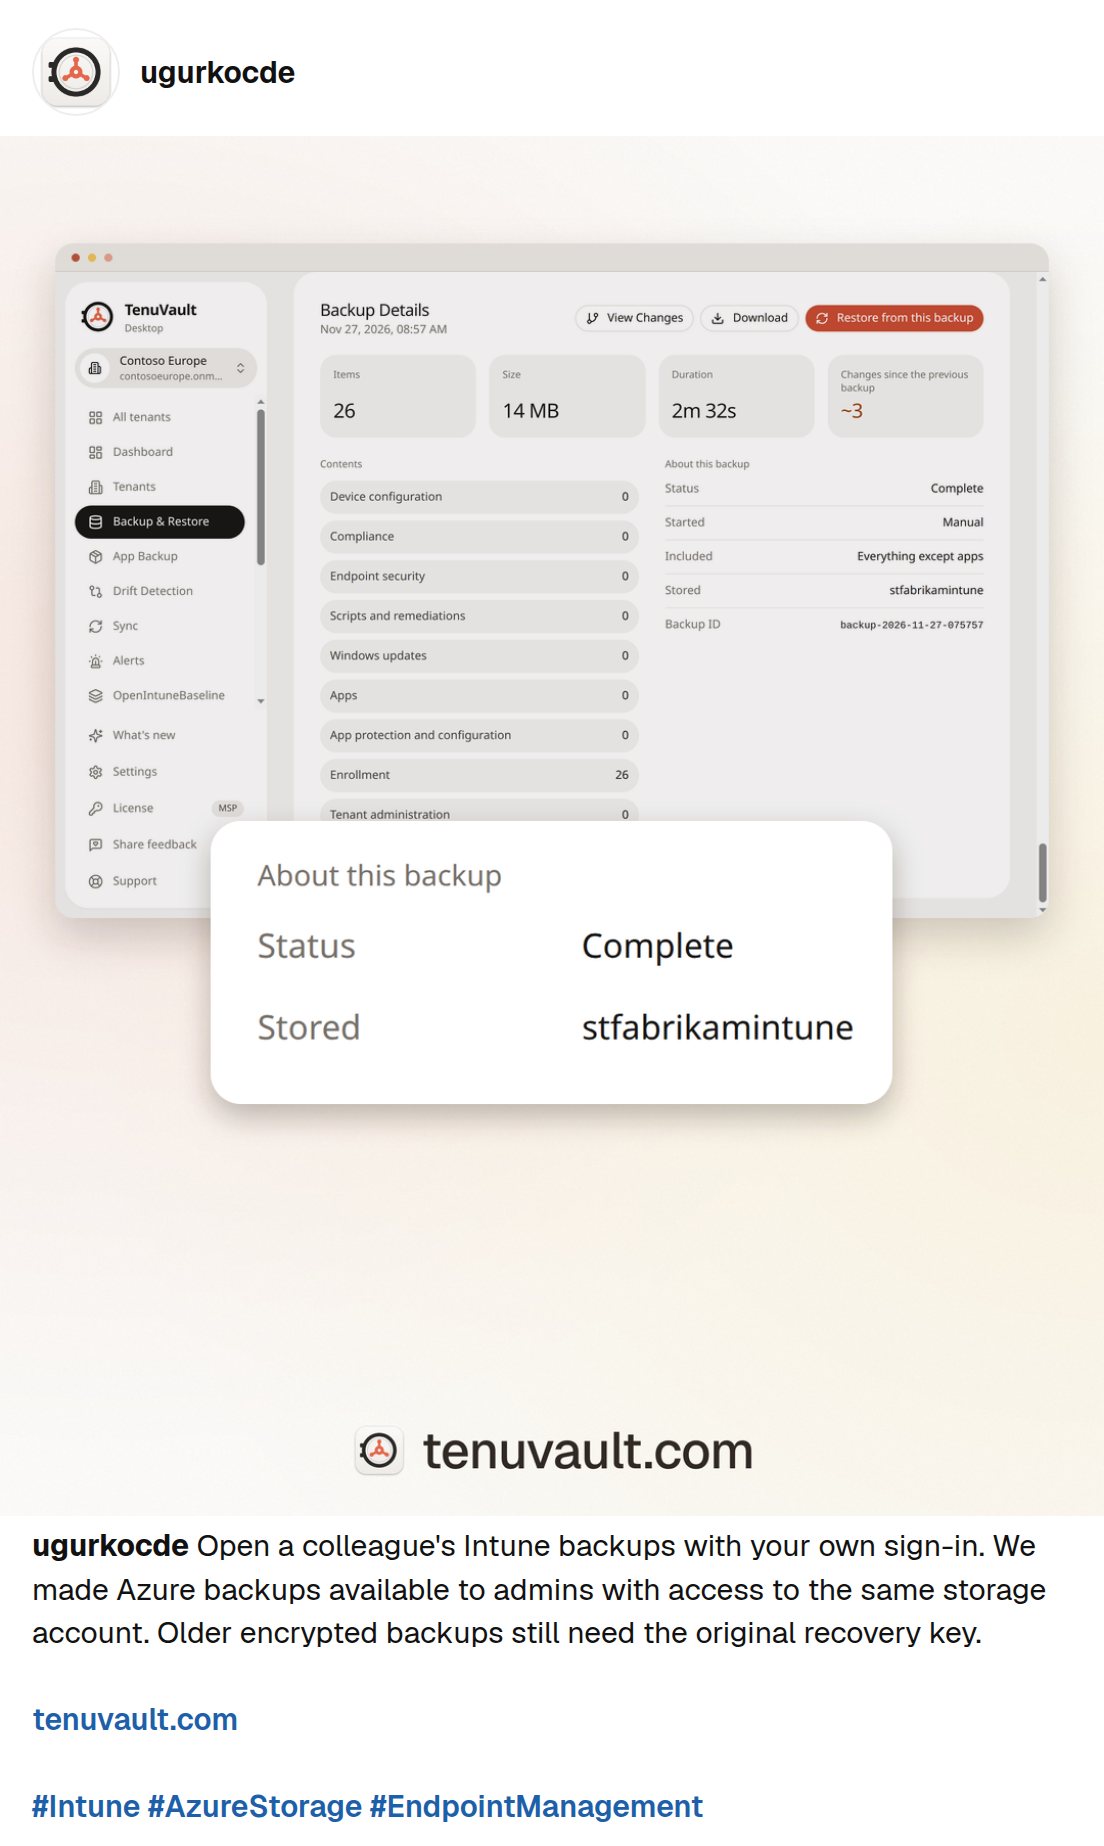 ugurkocde
TenuVault
Desktop
Contoso Europe
contosoeurope.onm...
All tenants
Dashboard
Tenants
Backup & Restore
App Backup
Drift Detection
Sync
Alerts
OpenIntuneBaseline
What's new
Settings
License MSP
Share feedback
Support
Backup Details
Nov 27, 2026, 08:57 AM
View Changes
Download
Restore from this backup
Items
26
Size
14 MB
Duration
2m 32s
Changes since the previous
backup
~3
Contents
Device configuration 0
Compliance 0
Endpoint security 0
Scripts and remediations 0
Windows updates 0
Apps 0
App protection and configuration 0
Enrollment 26
Tenant administration 0
About this backup
Status Complete
Started Manual
Included Everything except apps
Stored stfabrikamintune
Backup ID backup-2026-11-27-075757
About this backup
Status Complete
Stored stfabrikamintune
tenuvault.com
ugurkocde Open a colleague's Intune backups with your own sign-in. We
made Azure backups available to admins with access to the same storage
account. Older encrypted backups still need the original recovery key.
tenuvault.com
#Intune #AzureStorage #EndpointManagement